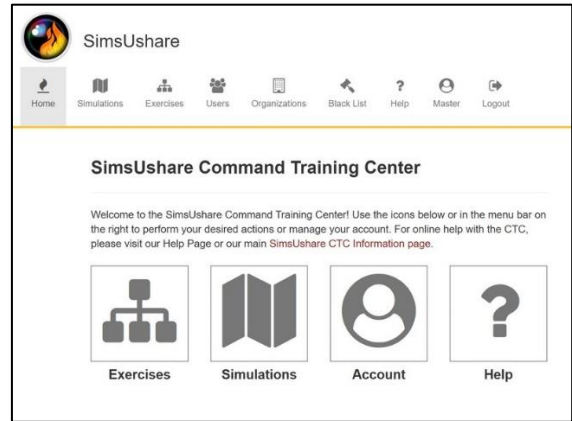 SimsUshare
Home Simulations Exercises Users Organizations Black List ? Help Master Logout
SimsUshare Command Training Center
Welcome to the SimsUshare Command Training Center! Use the icons below or in the menu bar on
the right to perform your desired actions or manage your account. For online help with the CTC,
please visit our Help Page or our main SimsUshare CTC Information page.
?
Exercises Simulations Account Help